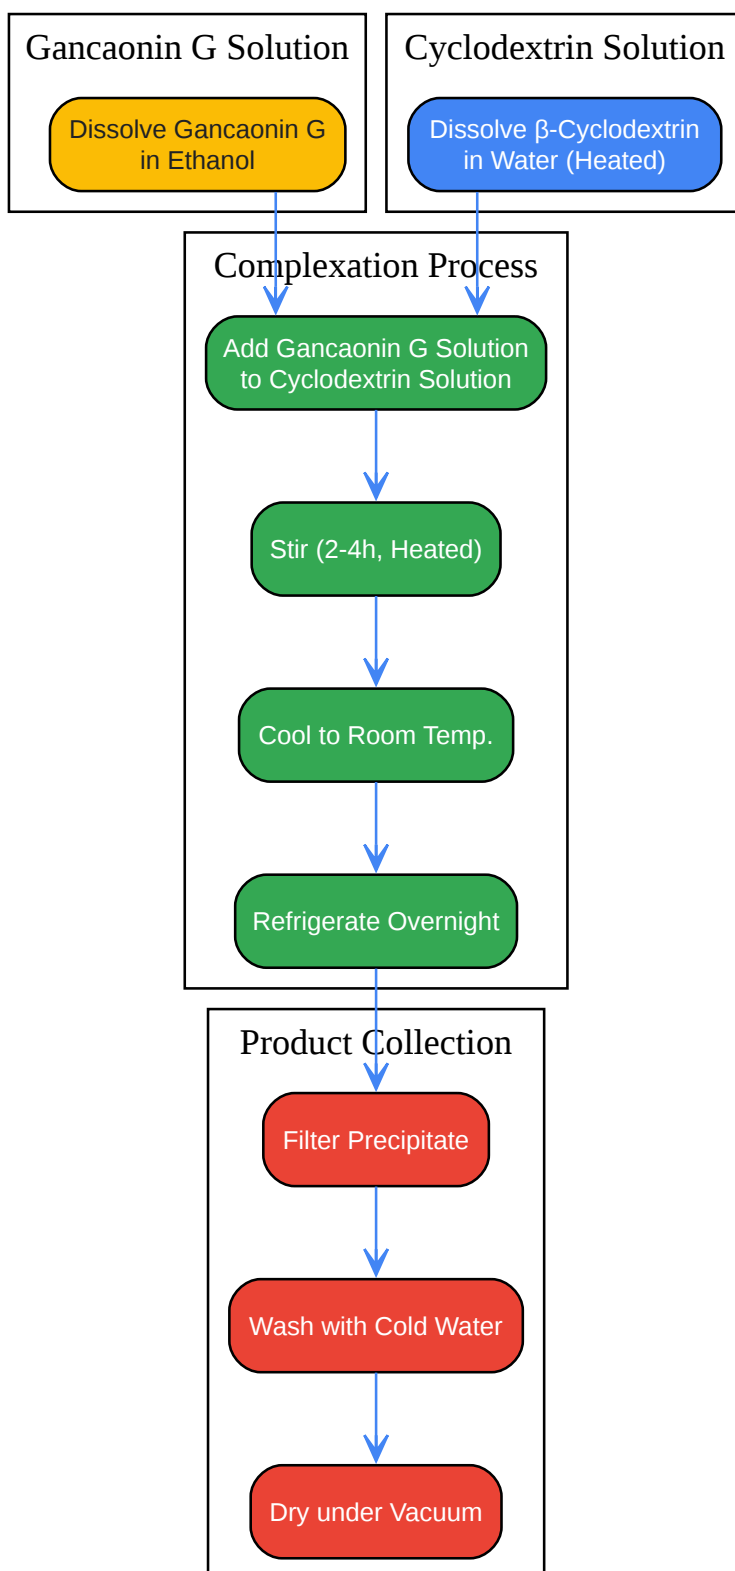 Gancaonin G Solution
Cyclodextrin Solution
Dissolve Gancaonin G
in Ethanol
Dissolve β-Cyclodextrin
in Water (Heated)
Complexation Process
Add Gancaonin G Solution
to Cyclodextrin Solution
Stir (2-4h, Heated)
Cool to Room Temp.
Refrigerate Overnight
Product Collection
Filter Precipitate
Wash with Cold Water
Dry under Vacuum